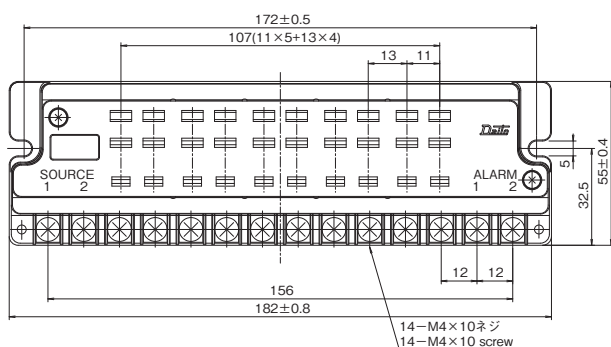 172±0.5
107(11×5+13×4)
13
11
Daito
SOURCE
1 2
ALARM
1 2
5
32.5
55±0.4
12
12
156
182±0.8
14−M4×10ネジ
14−M4×10 screw